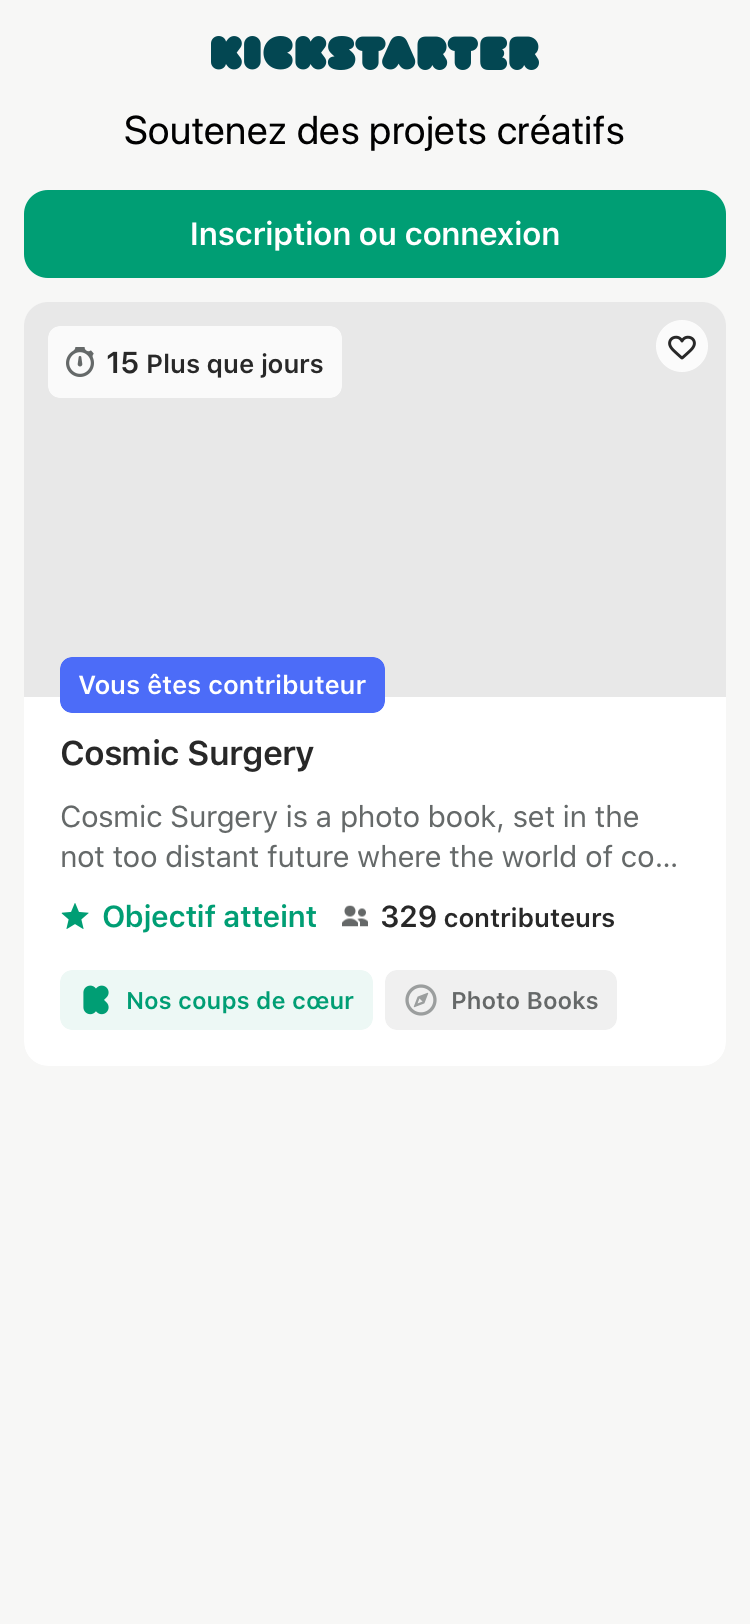 KICKSTARTER
Soutenez des projets créatifs
Inscription ou connexion
15 Plus que jours
Vous êtes contributeur
Cosmic Surgery
Cosmic Surgery is a photo book, set in the
not too distant future where the world of co...
Objectif atteint 329 contributeurs
Nos coups de cœur Photo Books